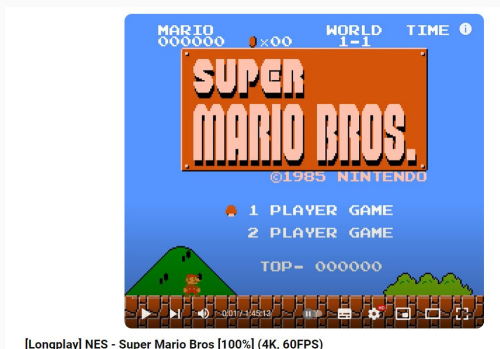 MARIO WORLD TIME
000000 ×00 1-1
SUPER
MARIO BROS.
©1985 NINTENDO
1 PLAYER GAME
2 PLAYER GAME
TOP- 000000
0:01 / 1:45:13
[Longplay] NES - Super Mario Bros [100%] (4K, 60FPS)